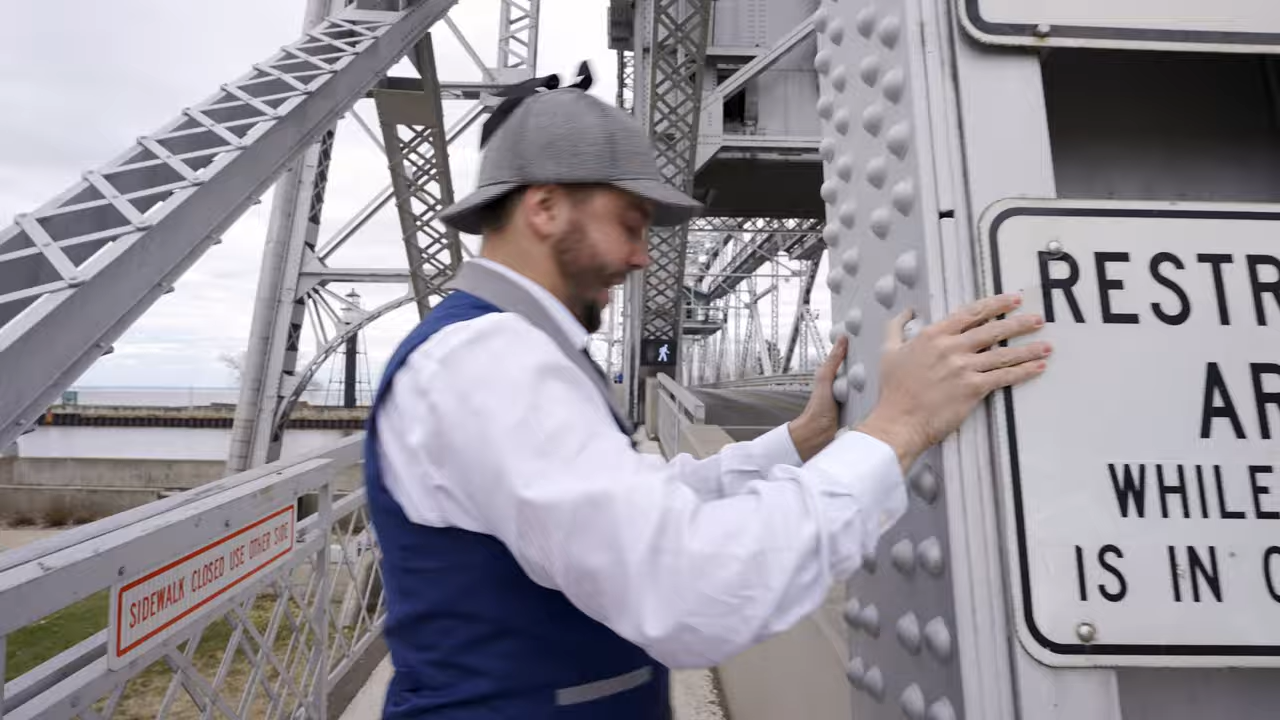 SIDEWALK CLOSED USE OTHER SIDE
RESTR
AR
WHILE
IS IN